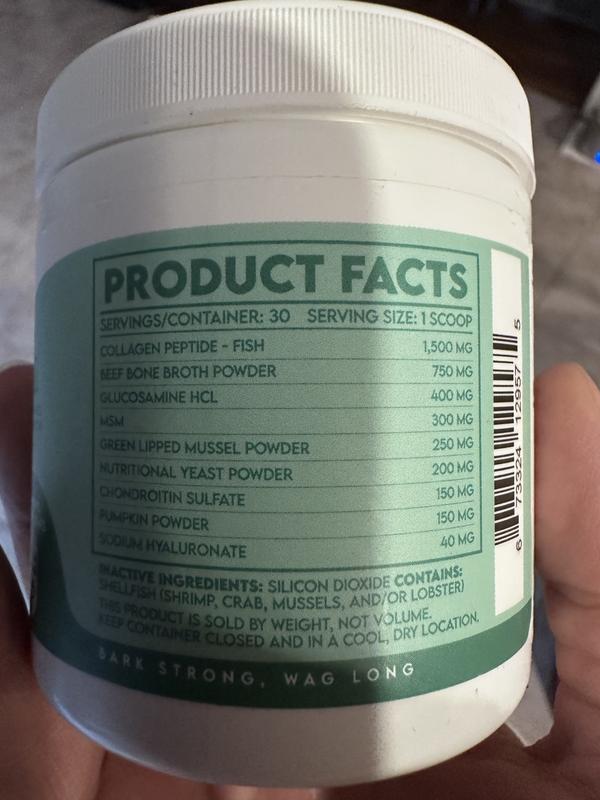 PRODUCT FACTS
SERVINGS/CONTAINER: 30 SERVING SIZE: 1 SCOOP
COLLAGEN PEPTIDE - FISH 1,500 MG
BEEF BONE BROTH POWDER 750 MG
GLUCOSAMINE HCL 400 MG
MSM 300 MG
GREEN LIPPED MUSSEL POWDER 250 MG
NUTRITIONAL YEAST POWDER 200 MG
CHONDROITIN SULFATE 150 MG
PUMPKIN POWDER 150 MG
SODIUM HYALURONATE 40 MG
INACTIVE INGREDIENTS: SILICON DIOXIDE CONTAINS:
SHELLFISH (SHRIMP, CRAB, MUSSELS, AND/OR LOBSTER)
THIS PRODUCT IS SOLD BY WEIGHT, NOT VOLUME.
KEEP CONTAINER CLOSED AND IN A COOL, DRY LOCATION.
BARK STRONG, WAG LONG
6 73324 12957 5